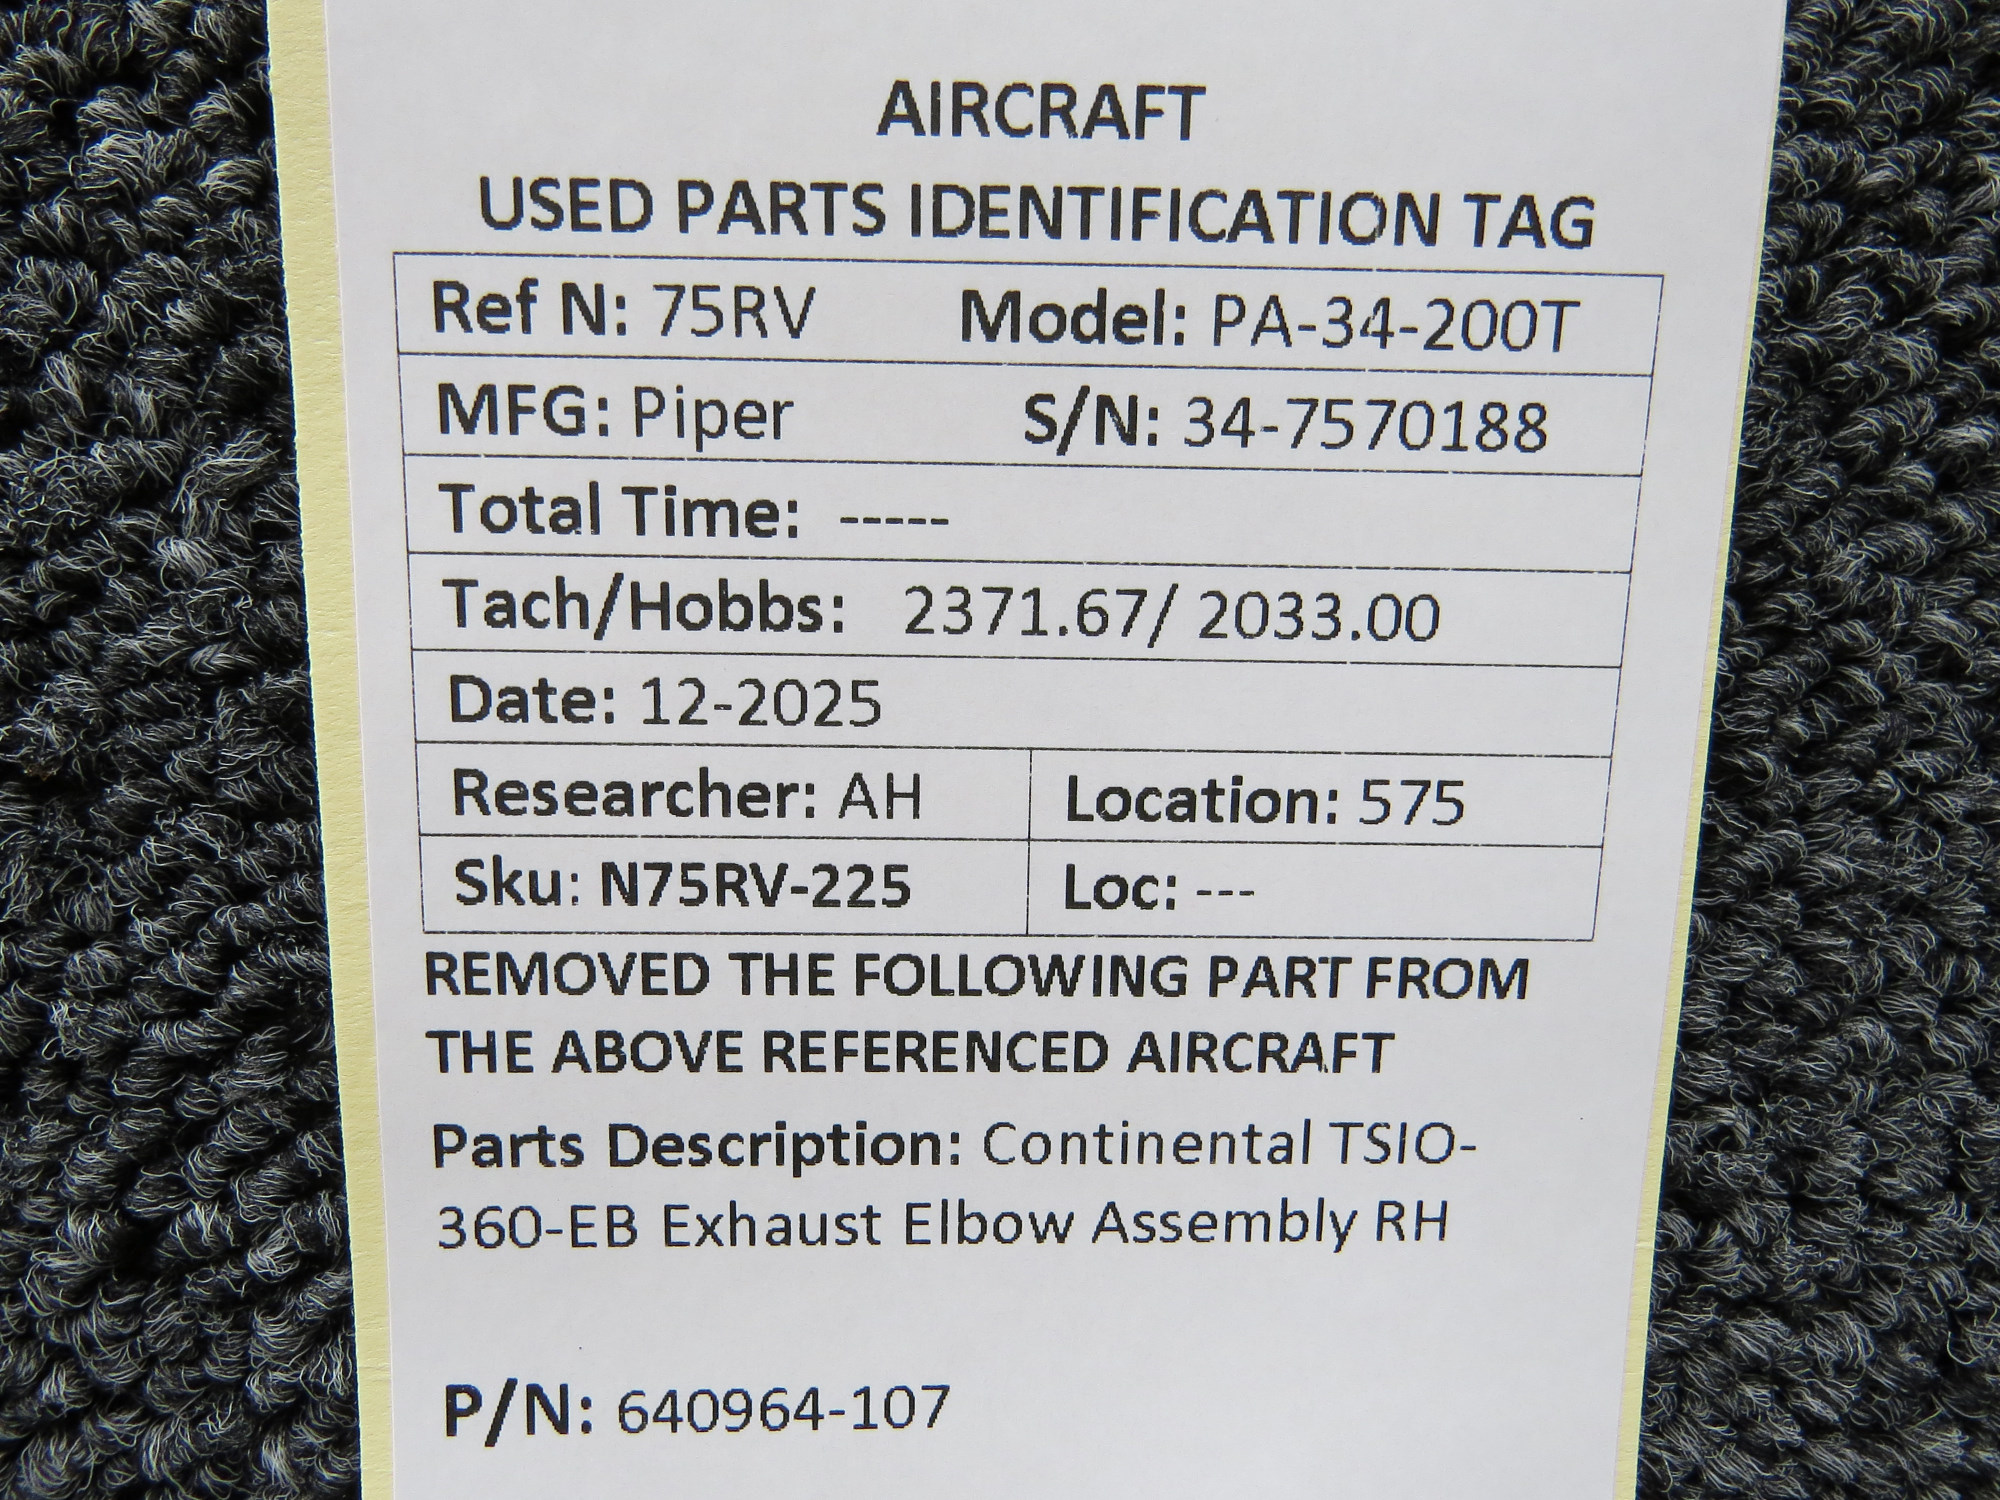 AIRCRAFT
USED PARTS IDENTIFICATION TAG
Ref N: 75RV Model: PA-34-200T
MFG: Piper S/N: 34-7570188
Total Time: -----
Tach/Hobbs: 2371.67/ 2033.00
Date: 12-2025
Researcher: AH Location: 575
Sku: N75RV-225 Loc: ---
REMOVED THE FOLLOWING PART FROM
THE ABOVE REFERENCED AIRCRAFT
Parts Description: Continental TSIO-
360-EB Exhaust Elbow Assembly RH
P/N: 640964-107